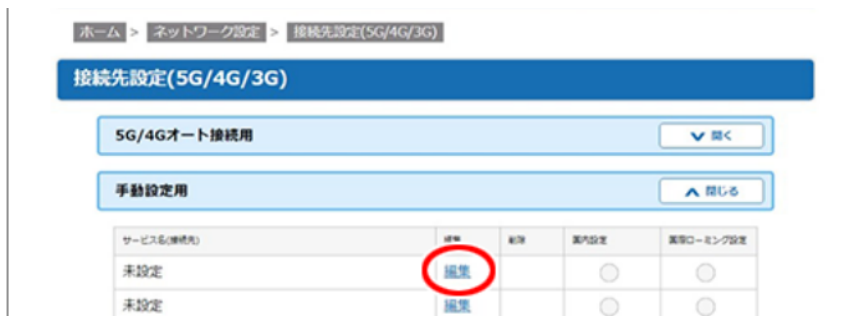 ホーム > ネットワーク設定 > 接続先設定(5G/4G/3G)
接続先設定(5G/4G/3G)
5G/4Gオート接続用 開く
手動設定用 閉じる
サービス名(接続先) 編集 削除 国内設定 国際ローミング設定
未設定 編集
未設定 編集